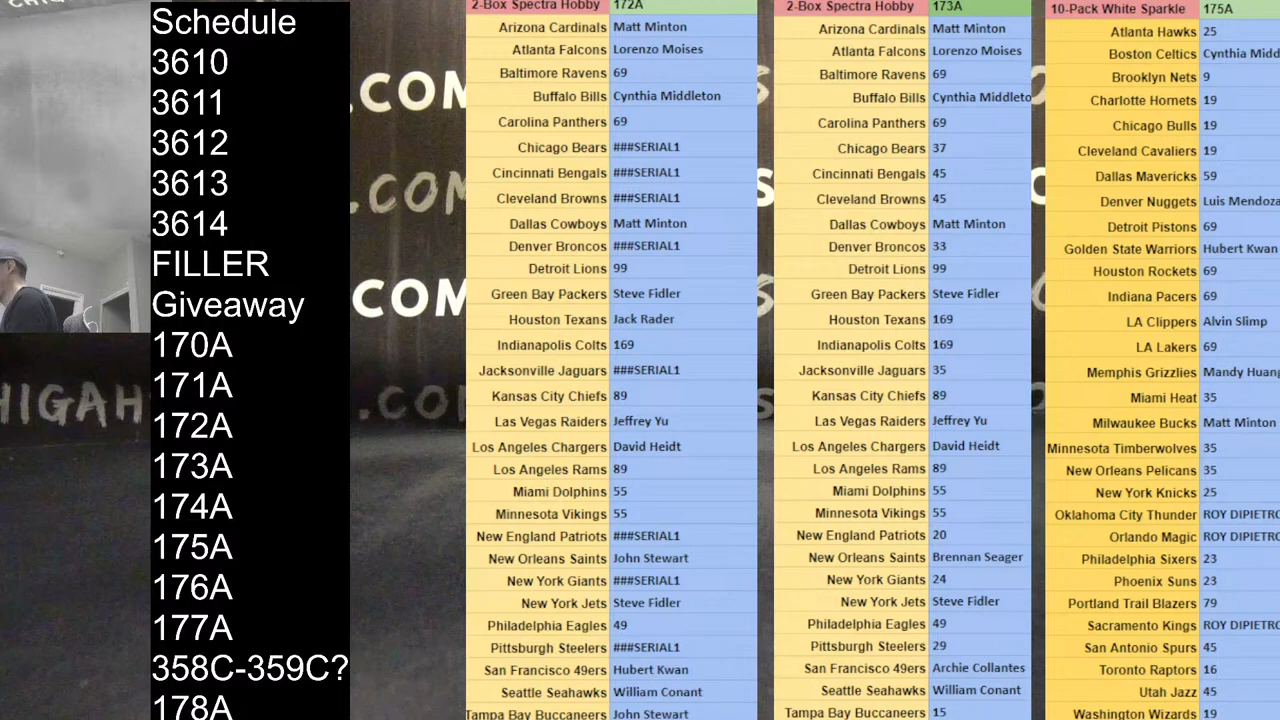 Schedule
3610
3611
3612
3613
3614
FILLER
Giveaway
170A
171A
172A
173A
174A
175A
176A
177A
358C-359C?
178A
.COM
.COM
.COM
HIGAH
.COM
2-Box Spectra Hobby 172A
Arizona Cardinals Matt Minton
Atlanta Falcons Lorenzo Moises
Baltimore Ravens 69
Buffalo Bills Cynthia Middleton
Carolina Panthers 69
Chicago Bears ###SERIAL1
Cincinnati Bengals ###SERIAL1
Cleveland Browns ###SERIAL1
Dallas Cowboys Matt Minton
Denver Broncos ###SERIAL1
Detroit Lions 99
Green Bay Packers Steve Fidler
Houston Texans Jack Rader
Indianapolis Colts 169
Jacksonville Jaguars ###SERIAL1
Kansas City Chiefs 89
Las Vegas Raiders Jeffrey Yu
Los Angeles Chargers David Heidt
Los Angeles Rams 89
Miami Dolphins 55
Minnesota Vikings 55
New England Patriots ###SERIAL1
New Orleans Saints John Stewart
New York Giants ###SERIAL1
New York Jets Steve Fidler
Philadelphia Eagles 49
Pittsburgh Steelers ###SERIAL1
San Francisco 49ers Hubert Kwan
Seattle Seahawks William Conant
Tampa Bay Buccaneers John Stewart
2-Box Spectra Hobby 173A
Arizona Cardinals Matt Minton
Atlanta Falcons Lorenzo Moises
Baltimore Ravens 69
Buffalo Bills Cynthia Middleto
Carolina Panthers 69
Chicago Bears 37
Cincinnati Bengals 45
Cleveland Browns 45
Dallas Cowboys Matt Minton
Denver Broncos 33
Detroit Lions 99
Green Bay Packers Steve Fidler
Houston Texans 169
Indianapolis Colts 169
Jacksonville Jaguars 35
Kansas City Chiefs 89
Las Vegas Raiders Jeffrey Yu
Los Angeles Chargers David Heidt
Los Angeles Rams 89
Miami Dolphins 55
Minnesota Vikings 55
New England Patriots 20
New Orleans Saints Brennan Seager
New York Giants 24
New York Jets Steve Fidler
Philadelphia Eagles 49
Pittsburgh Steelers 29
San Francisco 49ers Archie Collantes
Seattle Seahawks William Conant
Tampa Bay Buccaneers 15
10-Pack White Sparkle 175A
Atlanta Hawks 25
Boston Celtics Cynthia Midd
Brooklyn Nets 9
Charlotte Hornets 19
Chicago Bulls 19
Cleveland Cavaliers 19
Dallas Mavericks 59
Denver Nuggets Luis Mendoza
Detroit Pistons 69
Golden State Warriors Hubert Kwan
Houston Rockets 69
Indiana Pacers 69
LA Clippers Alvin Slimp
LA Lakers 69
Memphis Grizzlies Mandy Huang
Miami Heat 35
Milwaukee Bucks Matt Minton
Minnesota Timberwolves 35
New Orleans Pelicans 35
New York Knicks 25
Oklahoma City Thunder ROY DIPIETRO
Orlando Magic ROY DIPIETRO
Philadelphia Sixers 23
Phoenix Suns 23
Portland Trail Blazers 79
Sacramento Kings ROY DIPIETRO
San Antonio Spurs 45
Toronto Raptors 16
Utah Jazz 45
Washington Wizards 19